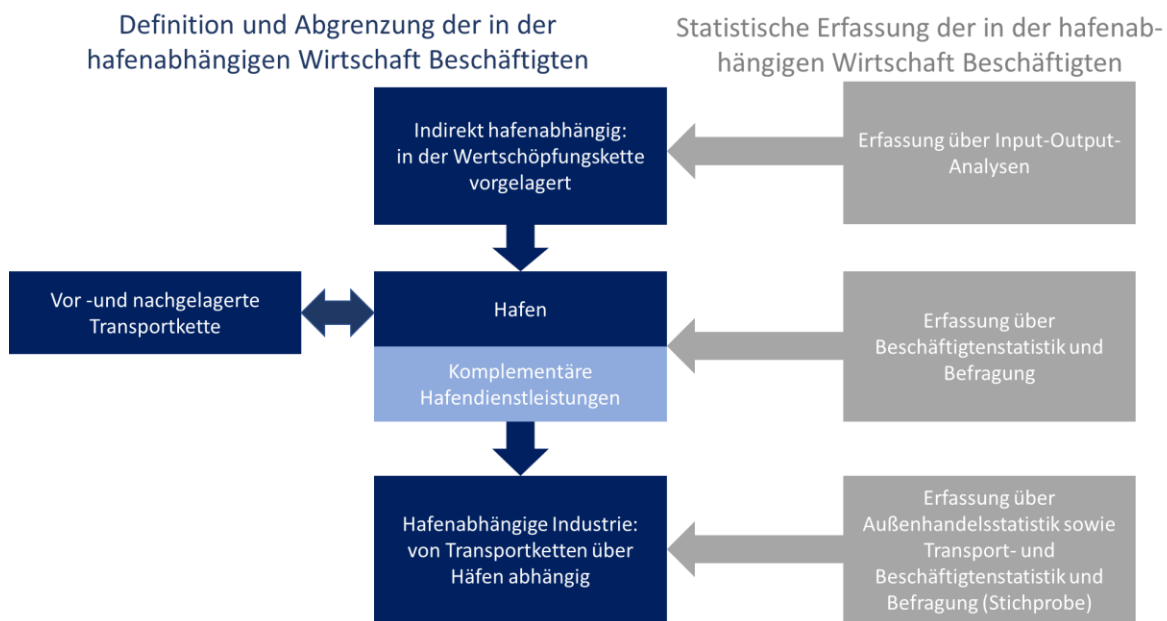 Definition und Abgrenzung der in der
hafenabhängigen Wirtschaft Beschäftigten
Statistische Erfassung der in der hafenab-
hängigen Wirtschaft Beschäftigten
Indirekt hafenabhängig:
in der Wertschöpfungskette
vorgelagert
Erfassung über Input-Output-
Analysen
Vor -und nachgelagerte
Transportkette
Hafen
Komplementäre
Hafendienstleistungen
Erfassung über
Beschäftigtenstatistik und
Befragung
Hafenabhängige Industrie:
von Transportketten über
Häfen abhängig
Erfassung über
Außenhandelsstatistik sowie
Transport- und
Beschäftigtenstatistik und
Befragung (Stichprobe)